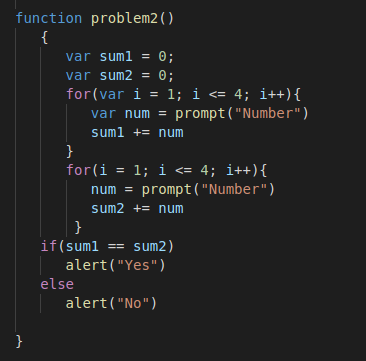 function problem2()
{
var sum1 = 0;
var sum2 = 0;
for(var i = 1; i <= 4; i++){
var num = prompt("Number")
sum1 += num
}
for(i = 1; i <= 4; i++){
num = prompt("Number")
sum2 += num
}
if(sum1 == sum2)
alert("Yes")
else
alert("No")
}